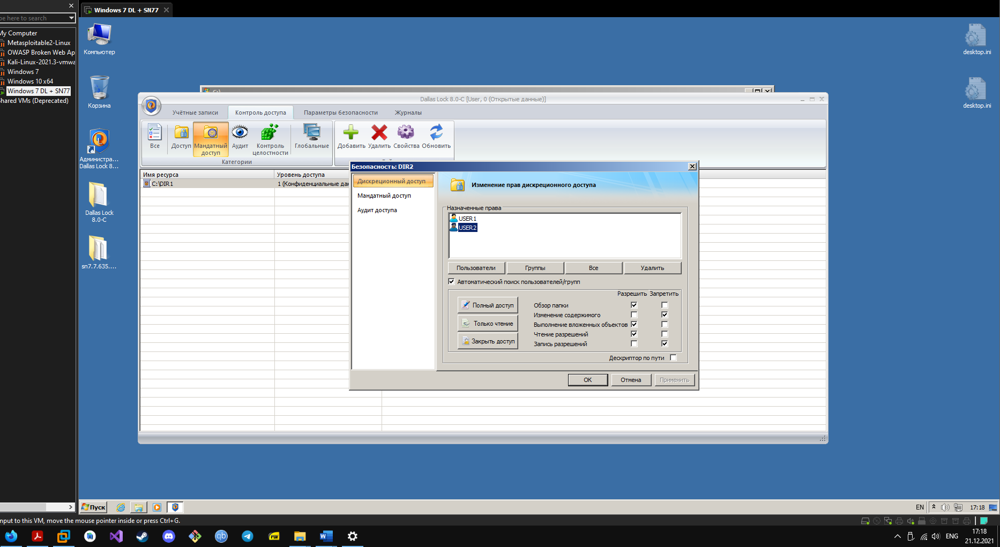 Windows 7 DL + SN77
pe here to search
My Computer
Metasploitable2-Linux
OWASP Broken Web Ap
Kali-Linux-2021.3-vmwa
Windows 7
Windows 10 x64
Windows 7 DL + SN77
Shared VMs (Deprecated)
Компьютер
Корзина
Администра...
Dallas Lock 8...
Dallas Lock
8.0-C
sn7.7.635....
desktop.ini
desktop.ini
Dallas Lock 8.0-C [User, 0 (Открытые данные)]
Учётные записи
Контроль доступа
Параметры безопасности
Журналы
Все
Доступ
Мандатный
доступ
Аудит
Контроль
целостности
Глобальные
Категории
Добавить
Удалить
Свойства
Обновить
Имя ресурса
Уровень доступа
C:\DIR1
1 (Конфиденциальные дан
Безопасность: DIR2
Дискреционный доступ
Мандатный доступ
Аудит доступа
Изменение прав дискреционного доступа
Назначенные права
USER1
USER2
Пользователи
Группы
Все
Удалить
Автоматический поиск пользователей/групп
Разрешить Запретить
Полный доступ
Только чтение
Закрыть доступ
Обзор папки
Изменение содержимого
Выполнение вложенных объектов
Чтение разрешений
Запись разрешений
Дескриптор по пути
OK
Отмена
Применить
Пуск
EN
17:18
nput to this VM, move the mouse pointer inside or press Ctrl+G.
qb
PDF
ENG
17:18
21.12.2021